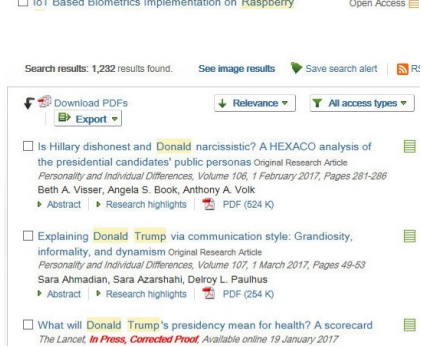 IoT Based Biometrics Implementation on Raspberry
Open Access
Search results: 1,232 results found. See image results Save search alert RS
Download PDFs Relevance All access types
Export
Is Hillary dishonest and Donald narcissistic? A HEXACO analysis of
the presidential candidates' public personas Original Research Article
Personality and Individual Differences, Volume 106, 1 February 2017, Pages 281-286
Beth A. Visser, Angela S. Book, Anthony A. Volk
Abstract Research highlights PDF (524 K)
Explaining Donald Trump via communication style: Grandiosity,
informality, and dynamism Original Research Article
Personality and Individual Differences, Volume 107, 1 March 2017, Pages 49-53
Sara Ahmadian, Sara Azarshahi, Delroy L. Paulhus
Abstract Research highlights PDF (254 K)
What will Donald Trump's presidency mean for health? A scorecard
The Lancet, In Press, Corrected Proof, Available online 19 January 2017